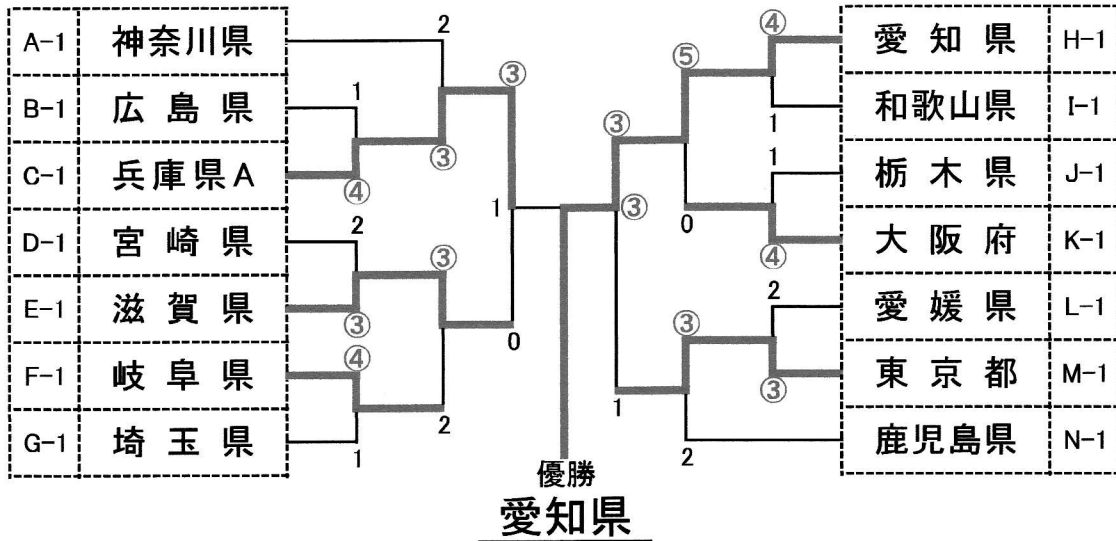 A-1 神奈川県
B-1 広島県
C-1 兵庫県A
D-1 宮崎県
E-1 滋賀県
F-1 岐阜県
G-1 埼玉県
2
③
1
③
④
2
③
③
④
1
2
0
1
③
③
④
⑤
1
1
④
0
2
③
③
2
1
愛知県 H-1
和歌山県 I-1
栃木県 J-1
大阪府 K-1
愛媛県 L-1
東京都 M-1
鹿児島県 N-1
優勝
愛知県